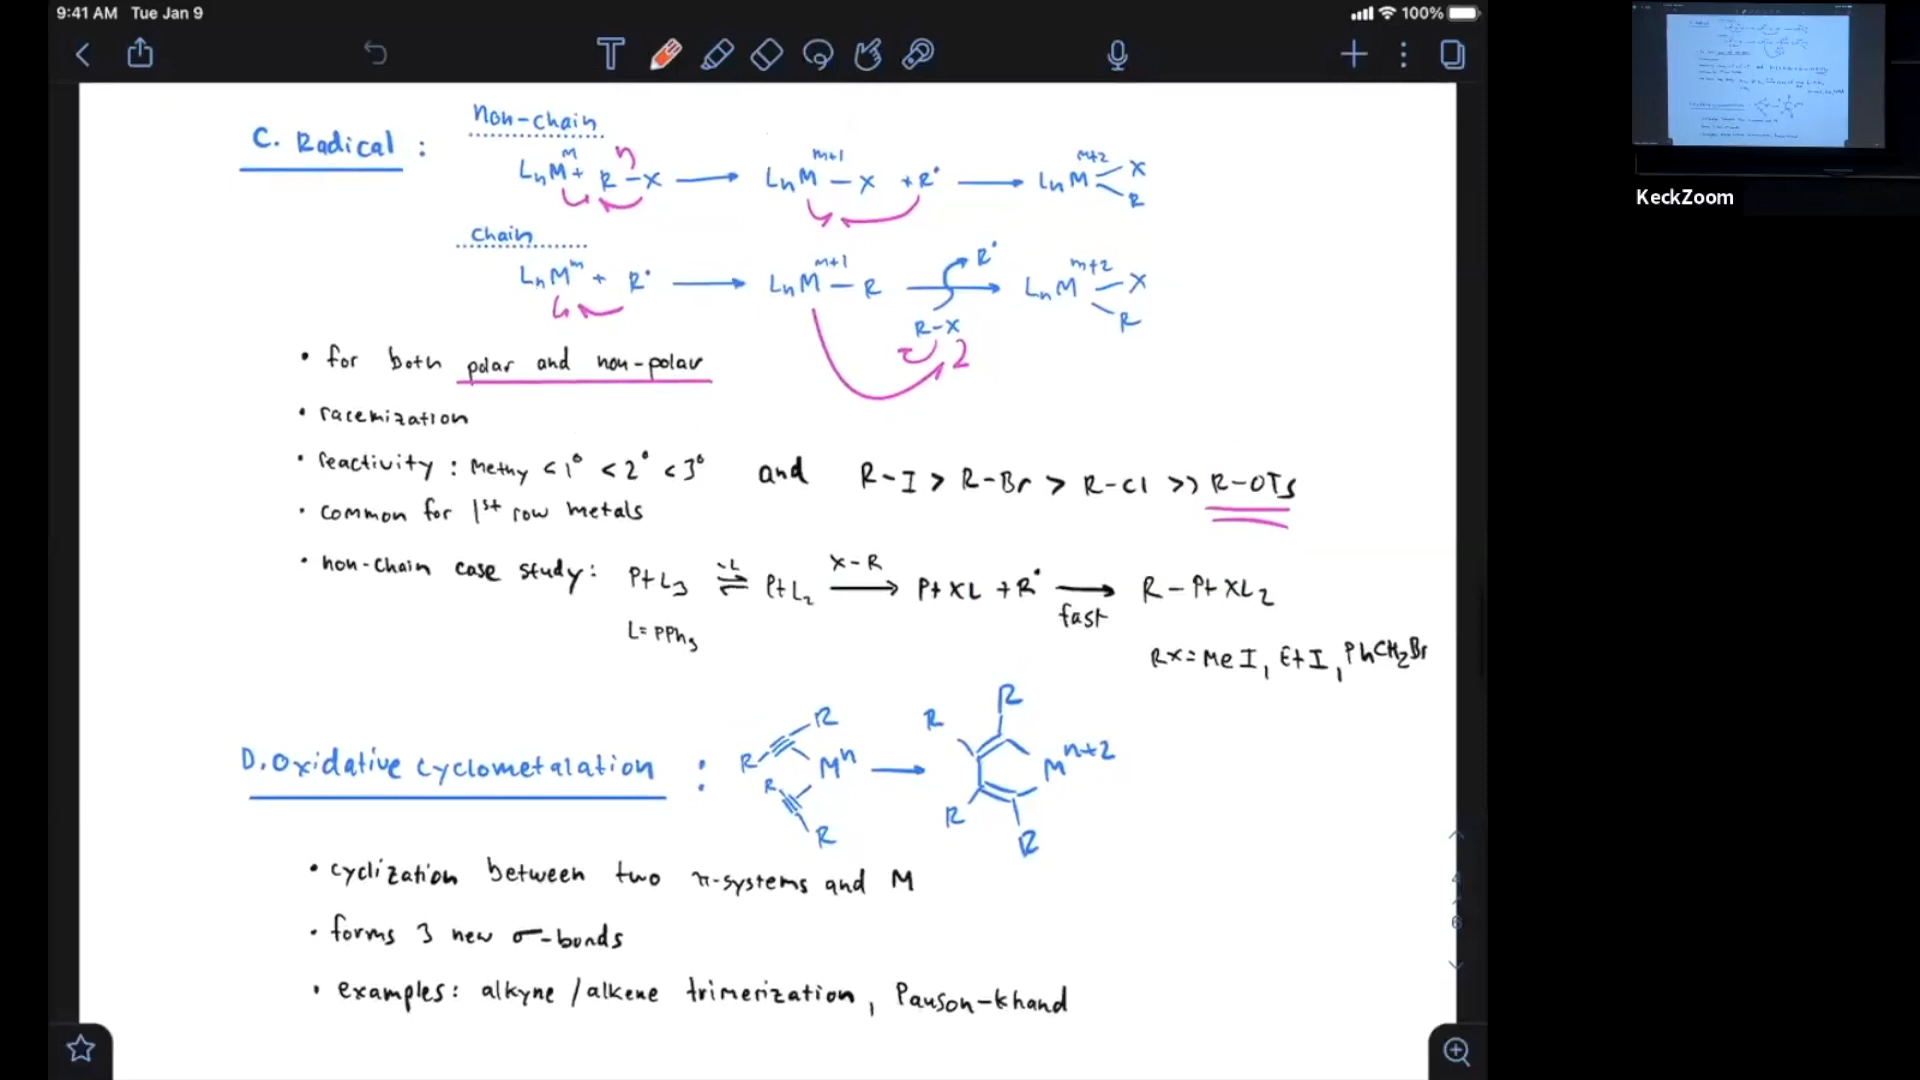 9:41 AM Tue Jan 9
100%
KeckZoom
C. Radical :
Non-chain
LnM^m + R-X → LnM^m+1 - X + R• → LnM^m+2 X R
Chain
LnM^m + R• → LnM^m+1 - R → LnM^m+2 X R
R•
R-X
• for both polar and non-polar
• racemization
• reactivity : Methy < 1° < 2° < 3° and R-I > R-Br > R-Cl >> R-OTs
• common for 1st row metals
• non-chain case study: PtL3 ⇌ PtL2 → PtXL + R• → R-PtXL2
-L
X-R
fast
L= PPh3
RX= MeI, EtI, PhCH2Br
D. Oxidative cyclometalation : R R R R M^n → R R R R M^n+2
• cyclization between two π-systems and M
• forms 3 new σ-bonds
• examples: alkyne/alkene trimerization, Pauson-khand